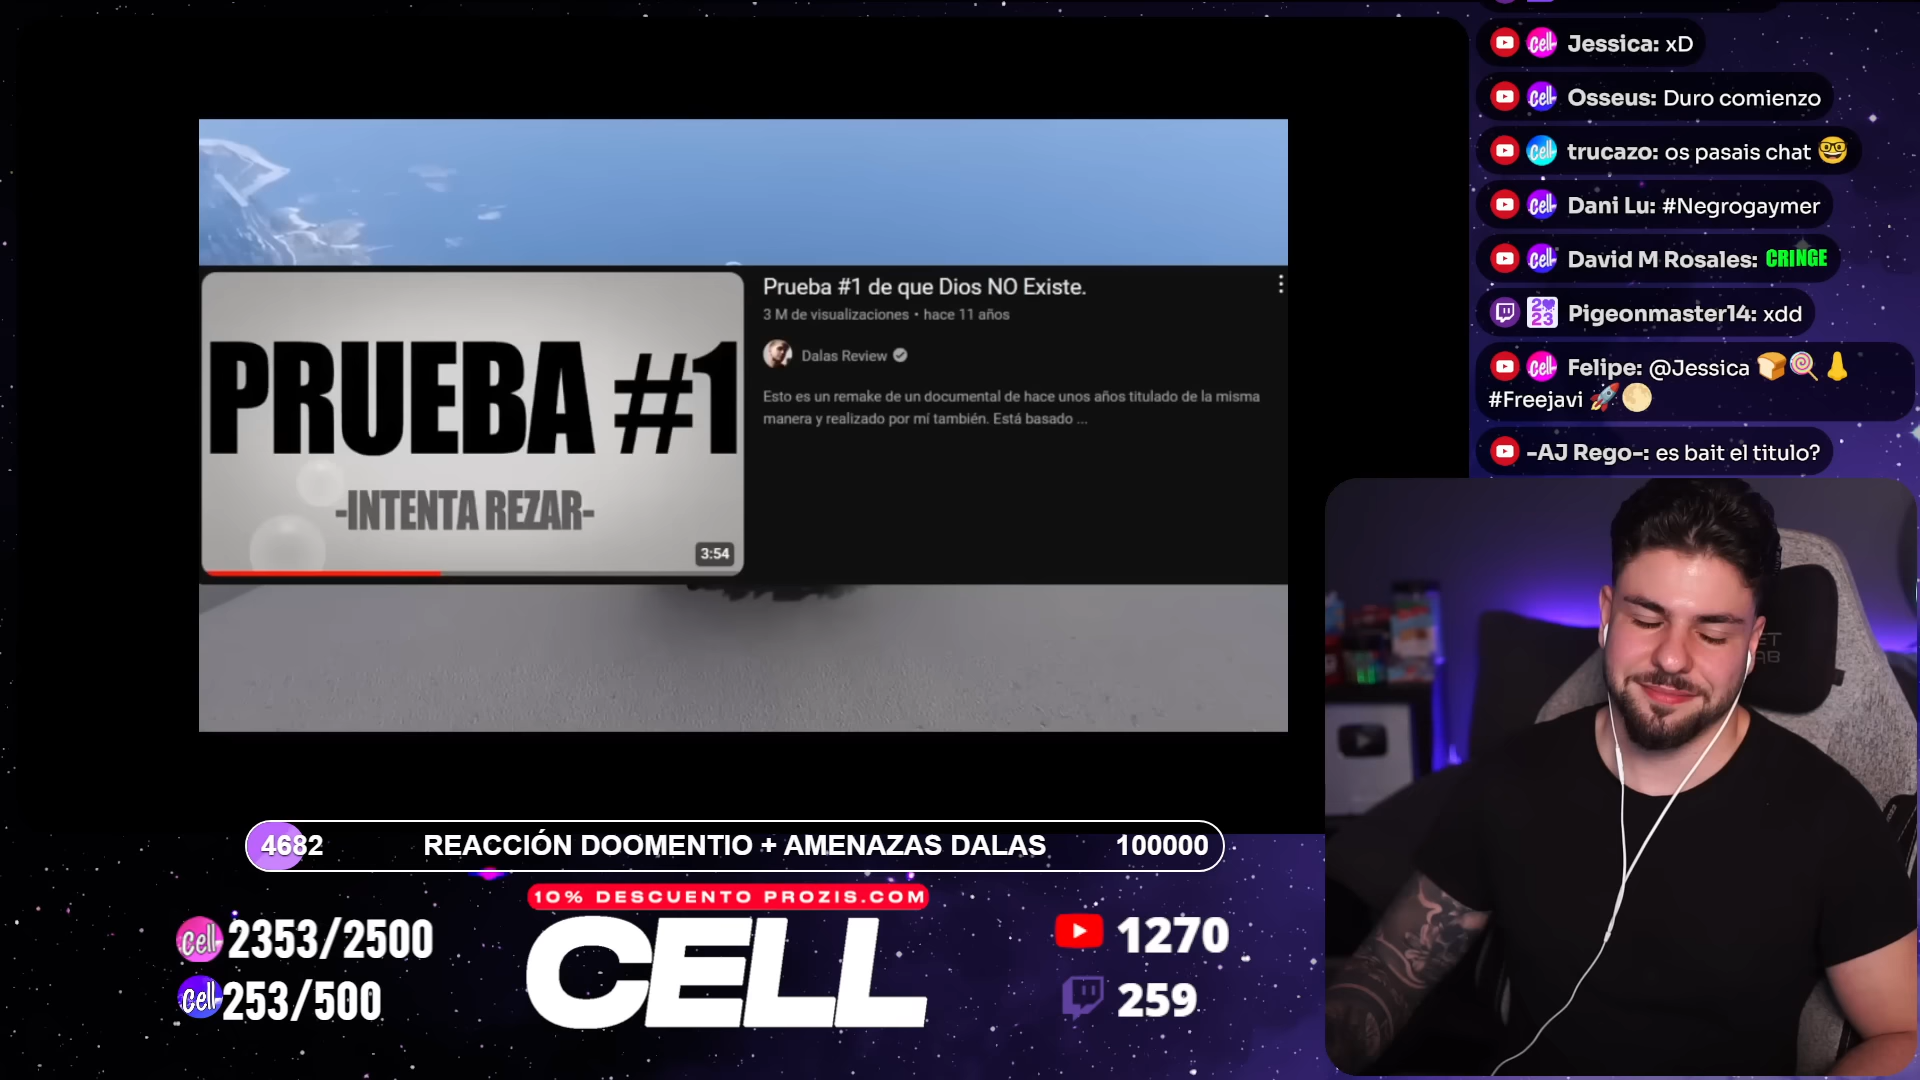 Jessica: xD
Osseus: Duro comienzo
trucazo: os pasais chat 🤓
Dani Lu: #Negrogaymer
David M Rosales: CRINGE
Pigeonmaster14: xdd
Felipe: @Jessica 🍞🍭👃
#Freejavi 🚀🌕
-AJ Rego-: es bait el titulo?
PRUEBA #1
-INTENTA REZAR-
3:54
Prueba #1 de que Dios NO Existe.
3 M de visualizaciones • hace 11 años
Dalas Review
Esto es un remake de un documental de hace unos años titulado de la misma
manera y realizado por mí también. Está basado ...
4682 REACCIÓN DOOMENTIO + AMENAZAS DALAS 100000
10% DESCUENTO PROZIS.COM
CELL
cell 2353/2500
cell 253/500
1270
259